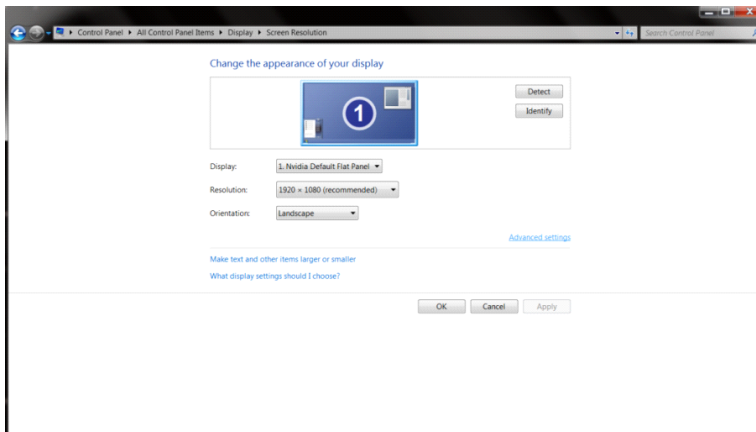 Control Panel ▸ All Control Panel Items ▸ Display ▸ Screen Resolution
Search Control Panel
Change the appearance of your display
1
Detect
Identify
Display: 1. Nvidia Default Flat Panel
Resolution: 1920 × 1080 (recommended)
Orientation: Landscape
Advanced settings
Make text and other items larger or smaller
What display settings should I choose?
OK Cancel Apply